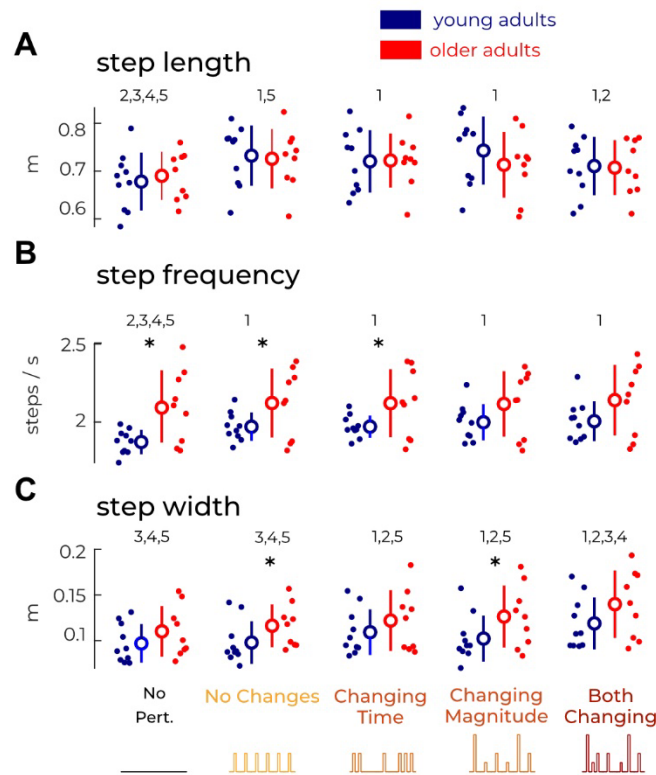 young adults
older adults
A
step length
2,3,4,5 1,5 1 1 1,2
m
0.8
0.7
0.6
B
step frequency
2,3,4,5 1 1 1 1
* * *
steps / s
2.5
2
C
step width
3,4,5 3,4,5 1,2,5 1,2,5 1,2,3,4
* *
m
0.2
0.15
0.1
No No Changes Changing Changing Both
Pert. Time Magnitude Changing